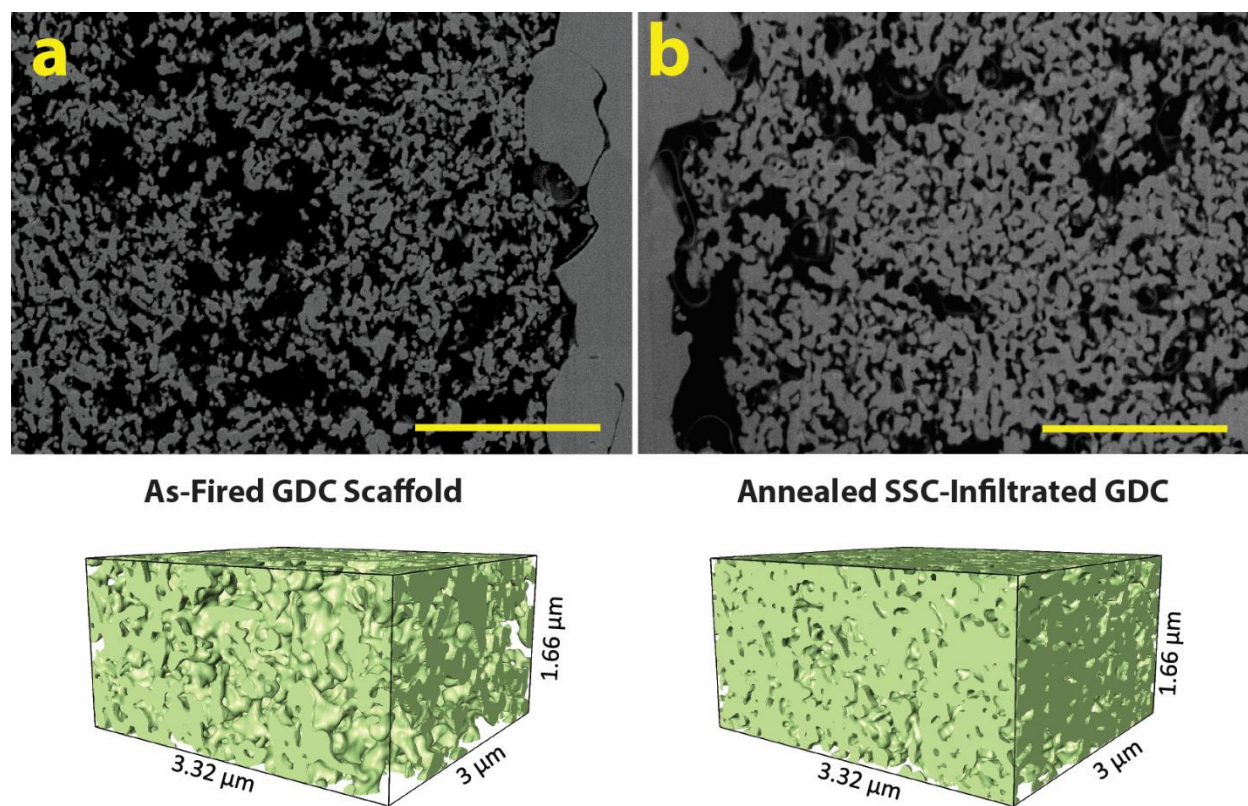 a
b
As-Fired GDC Scaffold
Annealed SSC-Infiltrated GDC
1.66 μm
3 μm
3.32 μm
1.66 μm
3 μm
3.32 μm